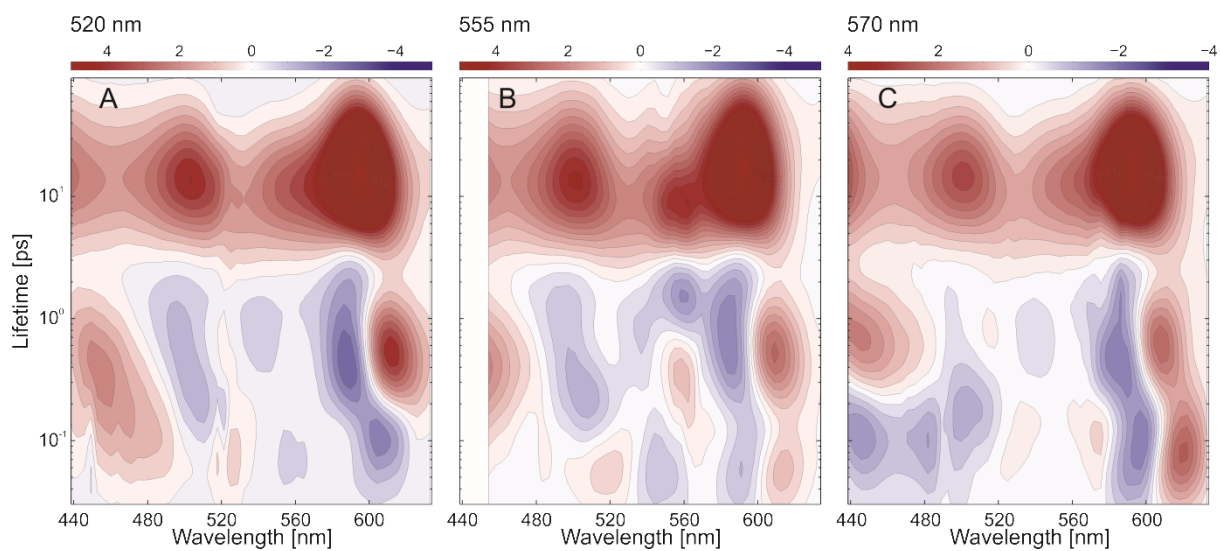 520 nm 555 nm 570 nm
4 2 0 −2 −4 4 2 0 −2 −4 4 2 0 −2 −4
A B C
10¹
10⁰
10⁻¹
Lifetime [ps]
440 480 520 560 600 440 480 520 560 600 440 480 520 560 600
Wavelength [nm] Wavelength [nm] Wavelength [nm]